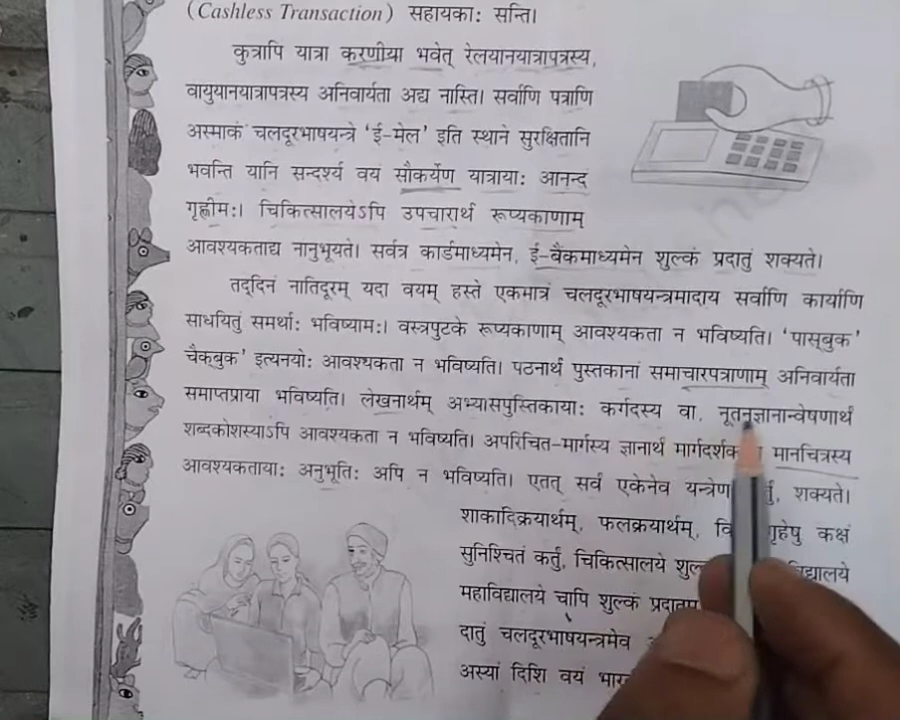 (Cashless Transaction) सहायकाः सन्ति।
कुत्रापि यात्रा करणीया भवेत् रेलयानयात्रापत्रस्य,
वायुयानयात्रापत्रस्य अनिवार्यता अद्य नास्ति। सर्वाणि पत्राणि
अस्माकं चलदूरभाषयन्त्रे 'ई-मेल' इति स्थाने सुरक्षितानि
भवन्ति यानि सन्दर्श्य वयं सौकर्येण यात्रायाः आनन्दं
गृह्णीमः। चिकित्सालयेऽपि उपचारार्थं रूप्यकाणाम्
आवश्यकताद्य नानुभूयते। सर्वत्र कार्डमाध्यमेन, ई-बैंकमाध्यमेन शुल्कं प्रदातुं शक्यते।
तद्दिनं नातिदूरम् यदा वयम् हस्ते एकमात्रं चलदूरभाषयन्त्रमादाय सर्वाणि कार्याणि
साधयितुं समर्थाः भविष्यामः। वस्त्रपुटके रूप्यकाणाम् आवश्यकता न भविष्यति। 'पास्‌बुक'
चैक्‌बुक' इत्यनयोः आवश्यकता न भविष्यति। पठनार्थं पुस्तकानां समाचारपत्राणाम् अनिवार्यता
समाप्तप्राया भविष्यति। लेखनार्थम् अभ्यासपुस्तिकायाः कर्गदस्य वा, नूतनज्ञानान्वेषणार्थं
शब्दकोशस्याऽपि आवश्यकता न भविष्यति। अपरिचित-मार्गस्य ज्ञानार्थं मार्गदर्शक मानचित्रस्य
आवश्यकतायाः अनुभूतिः अपि न भविष्यति। एतत् सर्वं एकेनैव यन्त्रेण शक्यते।
शाकादिक्रयार्थम्, फलक्रयार्थम्, कक्षं
सुनिश्चितं कर्तुं, चिकित्सालये
महाविद्यालये चापि शुल्कं
दातुं चलदूरभाषयन्त्रमेव
अस्यां दिशि वयं